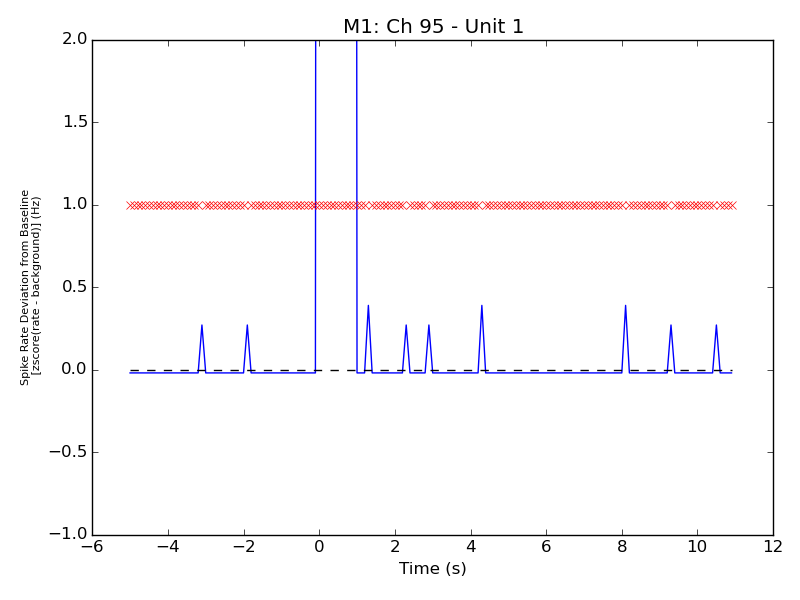 M1: Ch 95 - Unit 1
2.0
1.5
1.0
0.5
0.0
−0.5
−1.0
−6 −4 −2 0 2 4 6 8 10 12
Time (s)
Spike Rate Deviation from Baseline
[zscore(rate - background)] (Hz)